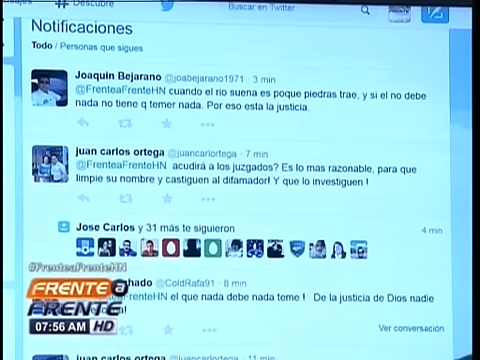 Descubre
Buscar en Twitter
Notificaciones
Todo / Personas que sigues
Joaquin Bejarano @joabejarano1971 · 3 min
@FrenteaFrenteHN cuando el rio suena es poque piedras trae, y si el no debe
nada no tiene q temer nada. Por eso esta la justicia.
juan carlos ortega @juancarlortega · 7 min
@FrenteaFrenteHN acudirá a los juzgados? Es lo mas razonable, para que
limpie su nombre y castiguen al difamador! Y que lo investiguen !
Jose Carlos y 31 más te siguieron
4 min
#FrenteaFrenteHN
@ColdRafa91 · 8 min
el que nada debe nada teme ! De la justicia de Dios nadie
Ver conversación
FRENTE a
FRENTE
07:56 AM HD
juan carlos ortega @juancarlortega · 11 min